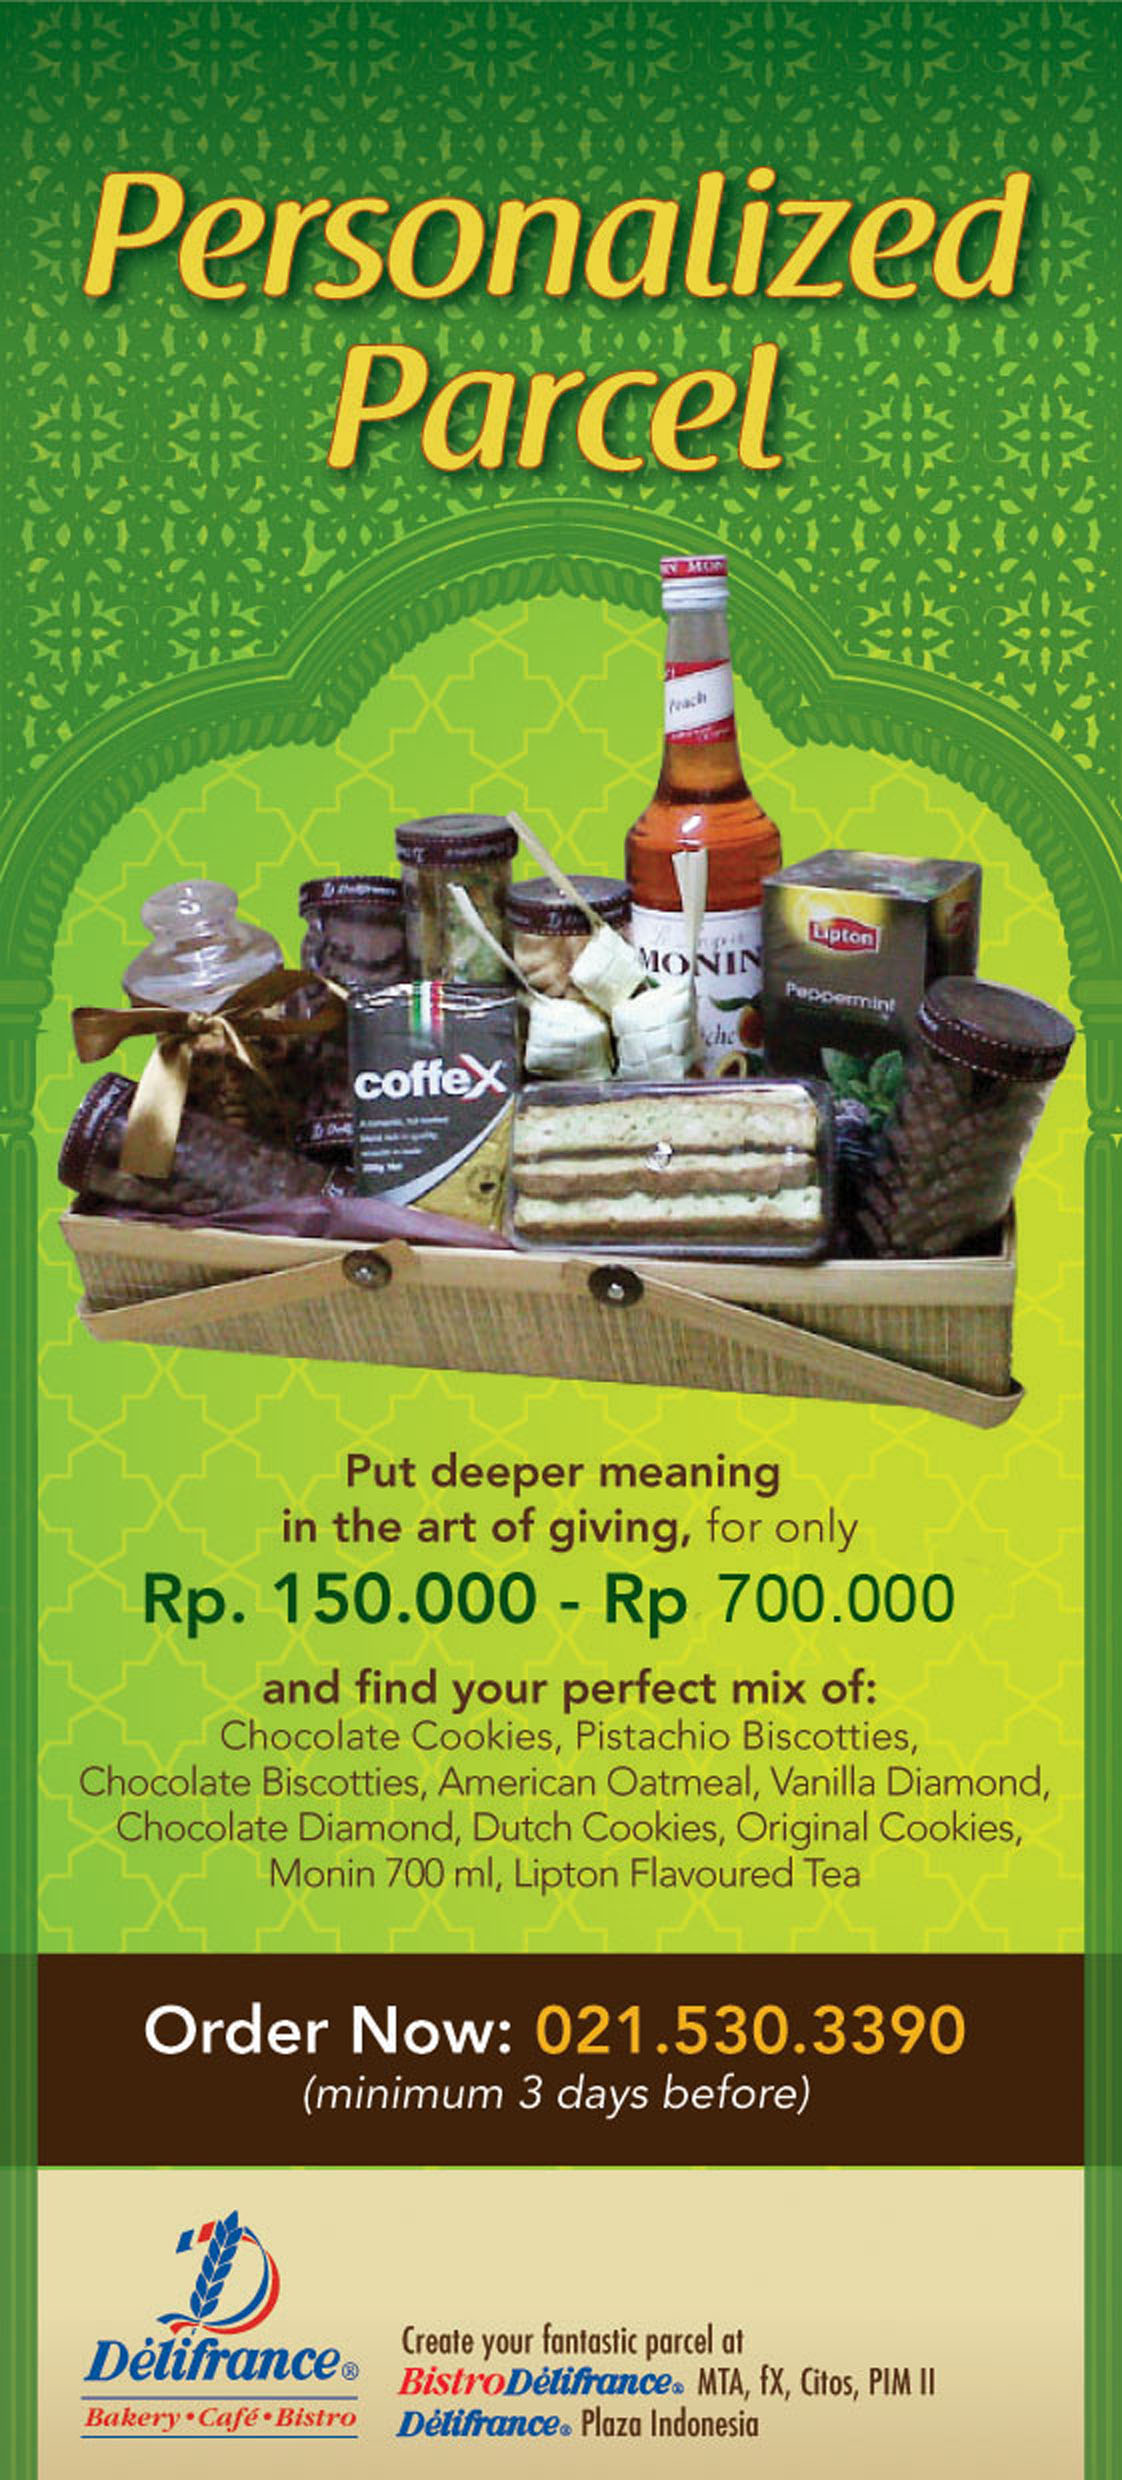 Personalized
Parcel
Peach
MONIN
Lipton
Peppermint
coffeX
Put deeper meaning
in the art of giving, for only
Rp. 150.000 - Rp 700.000
and find your perfect mix of:
Chocolate Cookies, Pistachio Biscotties,
Chocolate Biscotties, American Oatmeal, Vanilla Diamond,
Chocolate Diamond, Dutch Cookies, Original Cookies,
Monin 700 ml, Lipton Flavoured Tea
Order Now: 021.530.3390
(minimum 3 days before)
Délifrance®
Bakery • Café • Bistro
Create your fantastic parcel at
BistroDélifrance® MTA, fX, Citos, PIM II
Délifrance® Plaza Indonesia